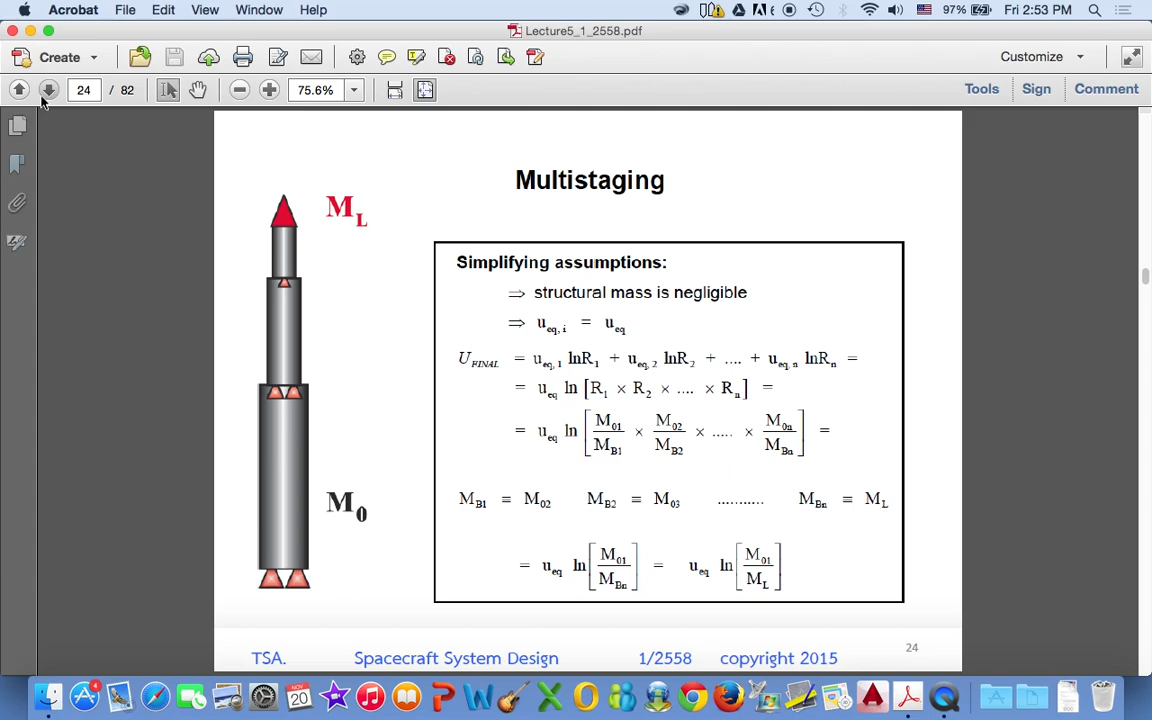 Acrobat File Edit View Window Help 6 97% Fri 2:53 PM
Lecture5_1_2558.pdf
Create Customize
24 / 82 75.6% Tools Sign Comment
Multistaging
M_L
Simplifying assumptions:
⇒ structural mass is negligible
⇒ u_eq, i = u_eq
U_FINAL = u_eq, 1 lnR_1 + u_eq, 2 lnR_2 + .... + u_eq, n lnR_n =
= u_eq ln [R_1 × R_2 × .... × R_n] =
= u_eq ln [M_01/M_B1 × M_02/M_B2 × ..... × M_0n/M_Bn] =
M_0
M_B1 = M_02 M_B2 = M_03 ........... M_Bn = M_L
= u_eq ln [M_01/M_Bn] = u_eq ln [M_01/M_L]
24
TSA. Spacecraft System Design 1/2558 copyright 2015
4 NOV 20